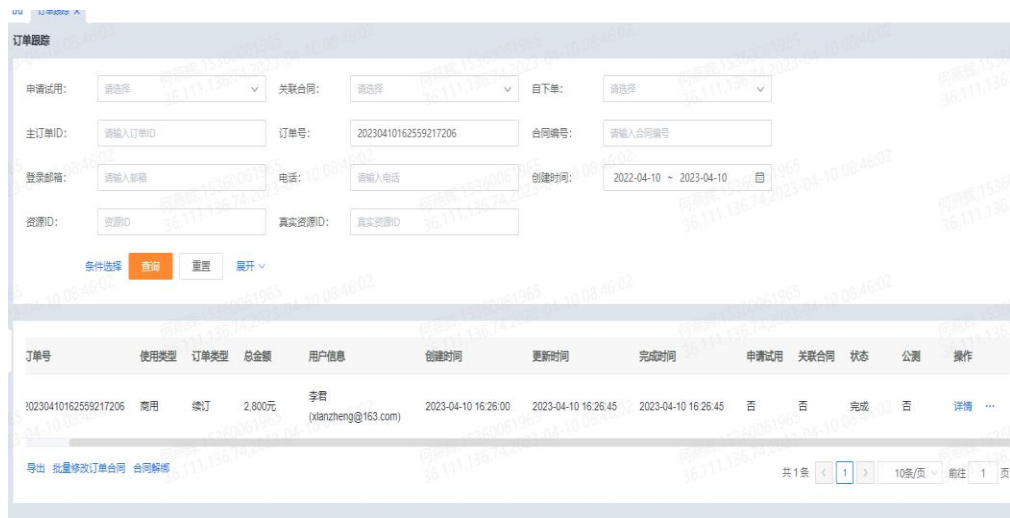 订单跟踪 X
订单跟踪
申请试用: 请选择 关联合同: 请选择 自下单: 请选择
主订单ID: 请输入订单ID 订单号: 20230410162559217206 合同编号: 请输入合同编号
登录邮箱: 请输入邮箱 电话: 请输入电话 创建时间: 2022-04-10 ~ 2023-04-10
资源ID: 资源ID 真实资源ID: 真实资源ID
条件选择 查询 重置 展开
订单号 使用类型 订单类型 总金额 用户信息 创建时间 更新时间 完成时间 申请试用 关联合同 状态 公测 操作
20230410162559217206 商用 续订 2,800元 李君 2023-04-10 16:26:00 2023-04-10 16:26:45 2023-04-10 16:26:45 否 否 完成 否 详情 ···
(xlanzheng@163.com)
导出 批量修改订单合同 合同解绑
共1条 < 1 > 10条/页 前往 1 页